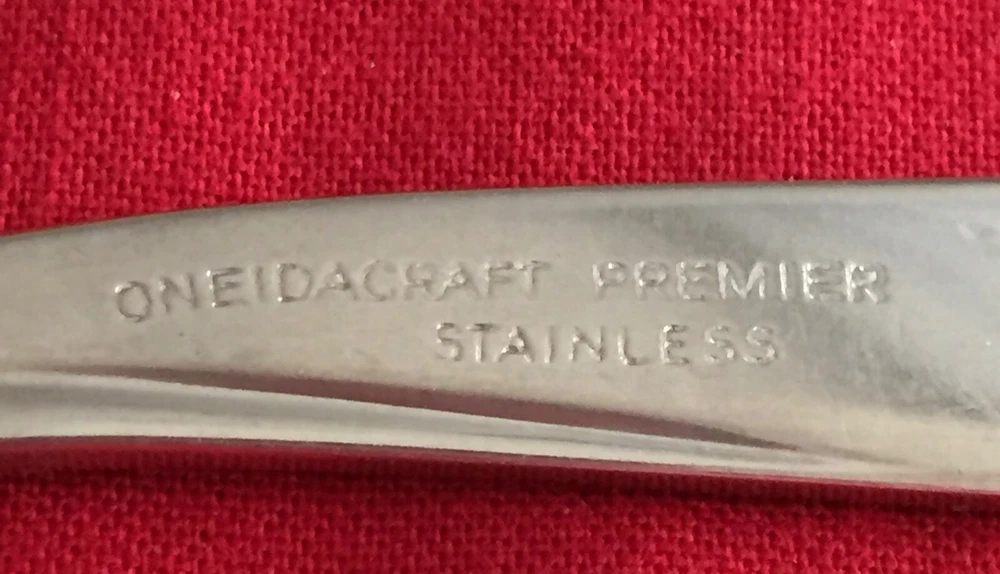 ONEIDACRAFT PREMIER
STAINLESS